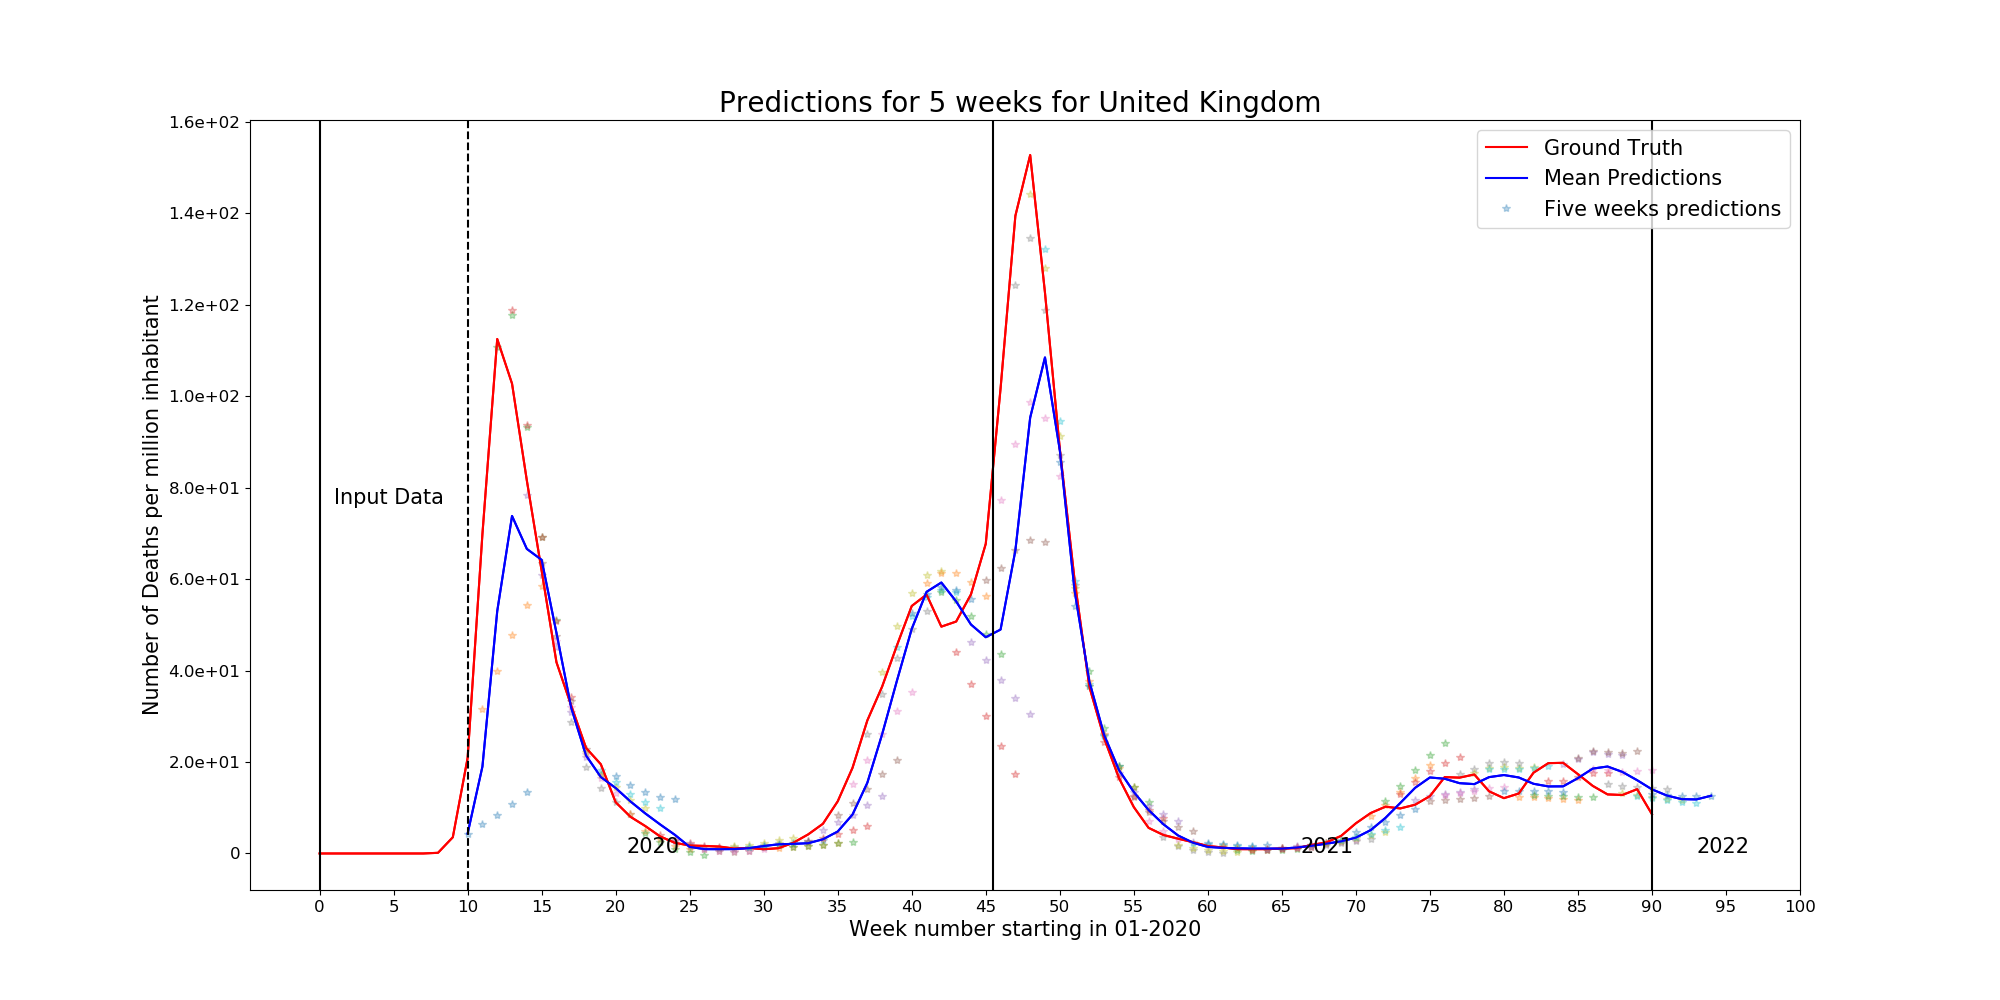 Predictions for 5 weeks for United Kingdom
1.6e+02
1.4e+02
1.2e+02
1.0e+02
8.0e+01
6.0e+01
4.0e+01
2.0e+01
0
Number of Deaths per million inhabitant
Ground Truth
Mean Predictions
Five weeks predictions
Input Data
2020
2021
2022
0 5 10 15 20 25 30 35 40 45 50 55 60 65 70 75 80 85 90 95 100
Week number starting in 01-2020